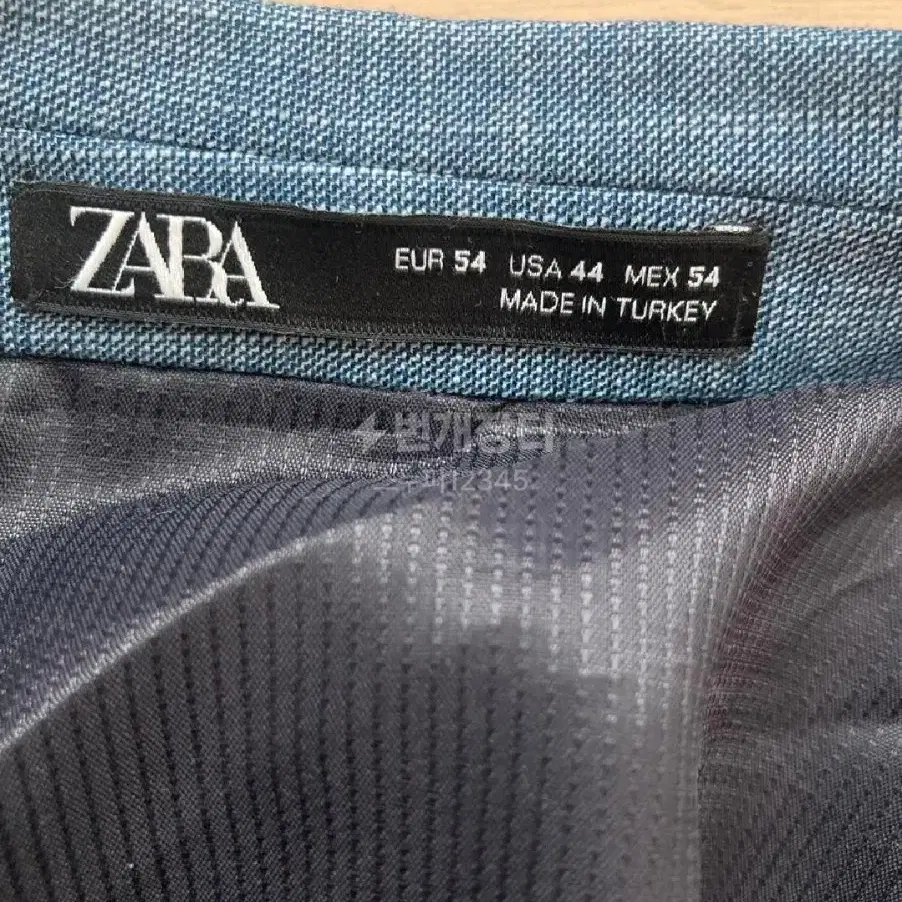 ZARA
EUR 54 USA 44 MEX 54
MADE IN TURKEY
번개장터